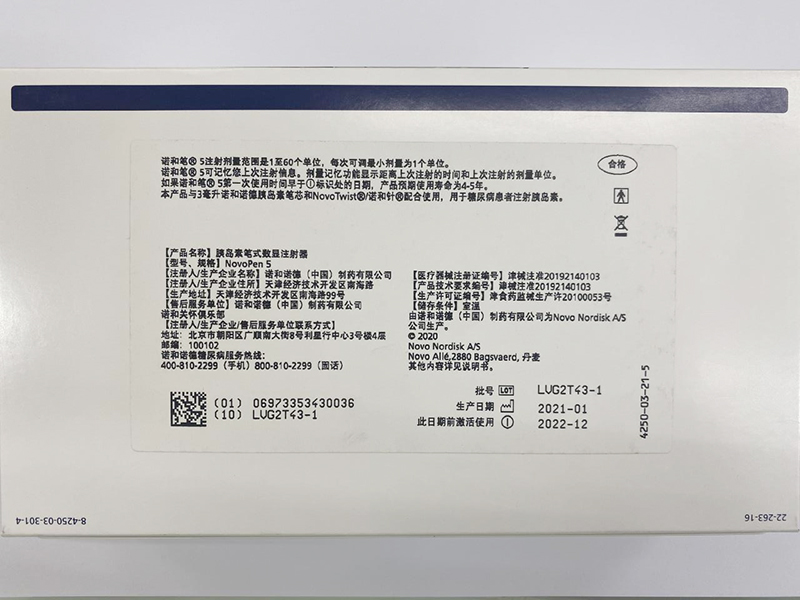 诺和笔® 5注射剂量范围是1至60个单位，每次可调最小剂量为1个单位。
诺和笔® 5可记忆您上次注射信息。剂量记忆功能显示距离上次注射的时间和上次注射的剂量单位。
如果诺和笔® 5第一次使用时间早于标识处的日期，产品预期使用寿命为4-5年。
本产品与3毫升诺和诺德胰岛素笔芯和NovoTwist®/诺和针®配合使用，用于糖尿病患者注射胰岛素。
合格
【产品名称】胰岛素笔式数显注射器
【型号、规格】NovoPen 5
【注册人/生产企业名称】诺和诺德（中国）制药有限公司
【注册人/生产企业住所】天津经济技术开发区南海路
【生产地址】天津经济技术开发区南海路99号
【售后服务单位】诺和诺德（中国）制药有限公司
诺和关怀俱乐部
【注册人/生产企业/售后服务单位联系方式】
地址：北京市朝阳区广顺南大街8号利星行中心3号楼4层
邮编：100102
诺和诺德糖尿病服务热线：
400-810-2299（手机）800-810-2299（固话）
【医疗器械注册证编号】津械注准20192140103
【产品技术要求编号】津械注准20192140103
【生产许可证编号】津食药监械生产许20100053号
【储存条件】室温
由诺和诺德（中国）制药有限公司为Novo Nordisk A/S
公司生产。
© 2020
Novo Nordisk A/S
Novo Allé,2880 Bagsvaerd, 丹麦
其他内容详见说明书。
(01) 06973353430036
(10) LVG2T43-1
批号 LOT LVG2T43-1
生产日期 2021-01
此日期前激活使用 2022-12
4250-03-21-5
8-4250-03-301-4
22-263-16